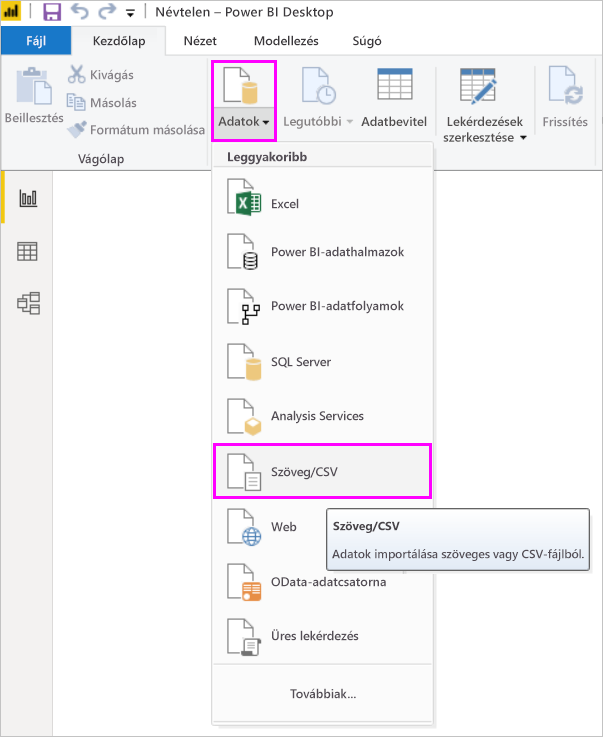 Névtelen – Power BI Desktop
Fájl Kezdőlap Nézet Modellezés Súgó
Beillesztés
Kivágás
Másolás
Formátum másolása
Vágólap
Adatok
Legutóbbi
Adatbevitel
Lekérdezések
szerkesztése
Frissítés
Leggyakoribb
Excel
Power BI-adathalmazok
Power BI-adatfolyamok
SQL Server
Analysis Services
Szöveg/CSV
Web
Szöveg/CSV
Adatok importálása szöveges vagy CSV-fájlból.
OData-adatcsatorna
Üres lekérdezés
Továbbiak...